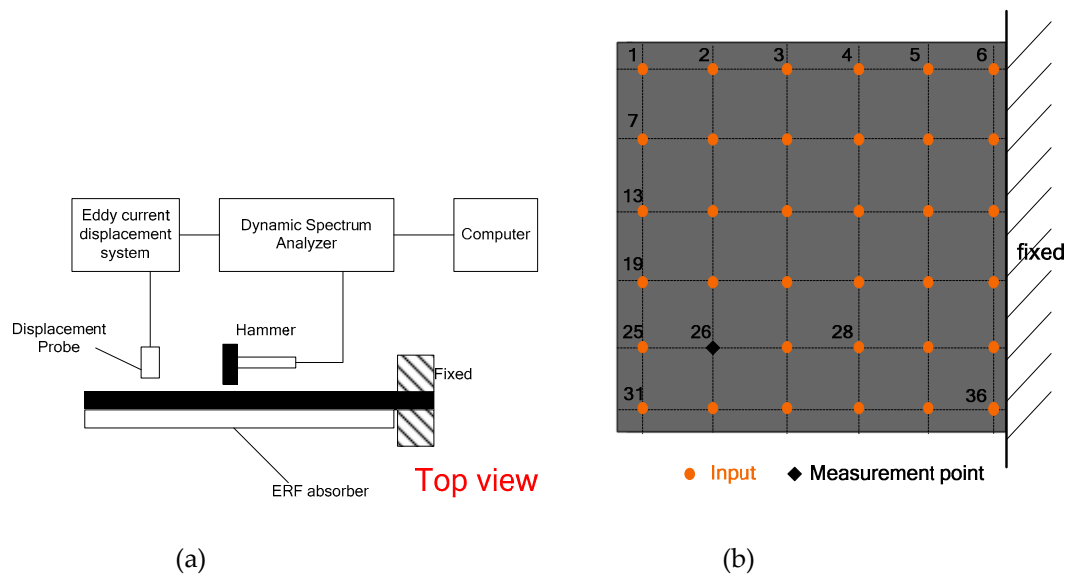 Eddy current
displacement
system
Dynamic Spectrum
Analyzer
Computer
Displacement
Probe
Hammer
Fixed
ERF absorber
Top view
(a)
1 2 3 4 5 6
7
13
19
25 26 28
31 36
fixed
Input Measurement point
(b)